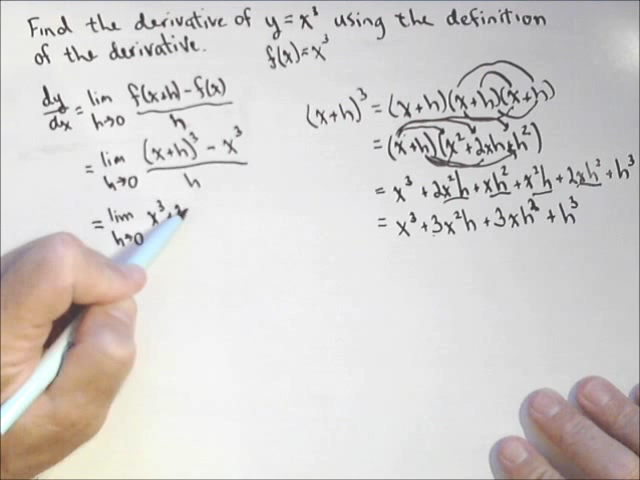 Find the derivative of y = x³ using the definition
of the derivative. f(x) = x³
dy/dx = lim h→0 (f(x+h) - f(x))/h
= lim h→0 ((x+h)³ - x³)/h
= lim h→0 x³ +
(x+h)³ = (x+h)(x+h)(x+h)
= (x+h)(x² + 2xh + h²)
= x³ + 2x²h + xh² + x²h + 2xh² + h³
= x³ + 3x²h + 3xh² + h³